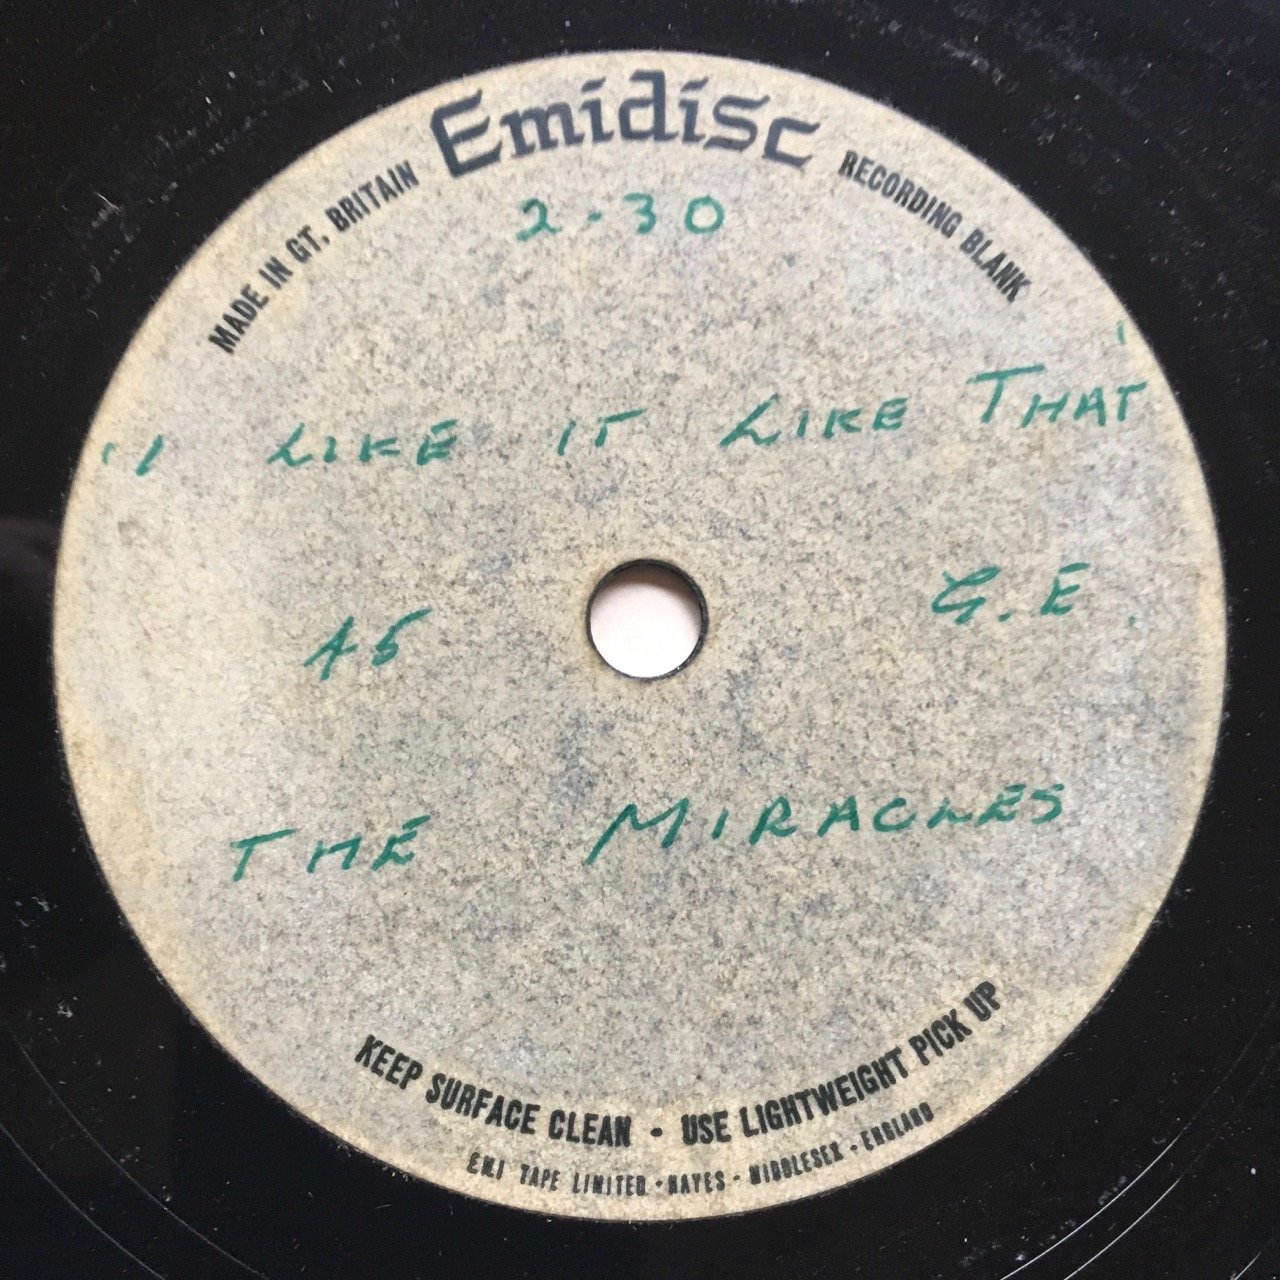 Emidisc
MADE IN GT. BRITAIN
RECORDING BLANK
2-30
'I LIKE IT LIKE THAT'
45
G.E.
THE MIRACLES
KEEP SURFACE CLEAN - USE LIGHTWEIGHT PICK UP
E.M.I TAPE LIMITED - HAYES - MIDDLESEX - ENGLAND